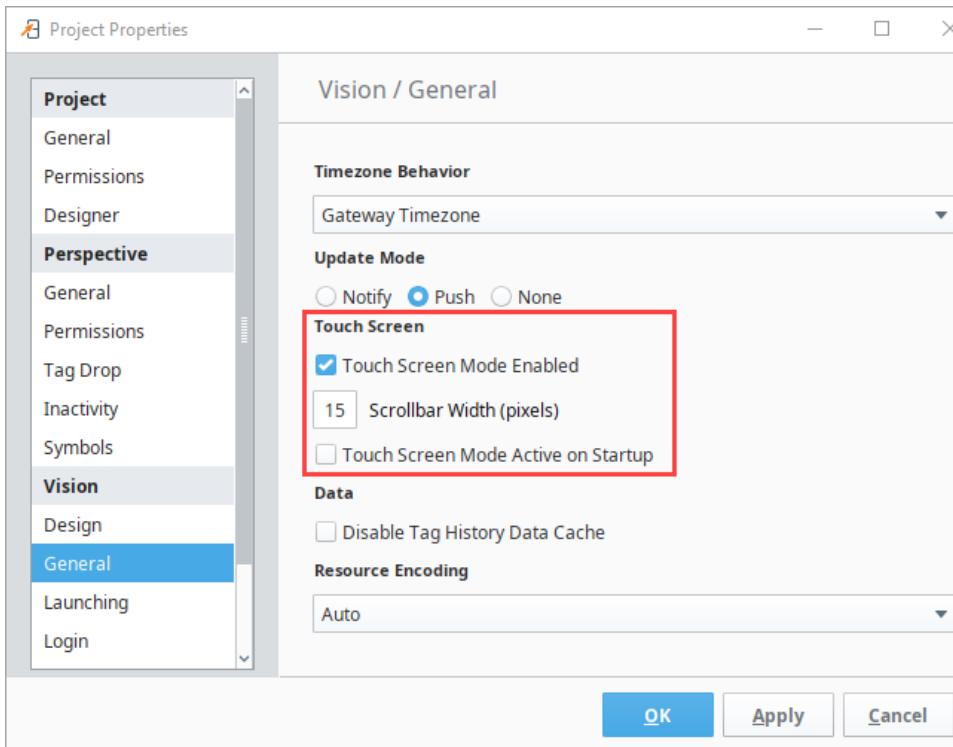 Project Properties
Project
General
Permissions
Designer
Perspective
General
Permissions
Tag Drop
Inactivity
Symbols
Vision
Design
General
Launching
Login
Vision / General
Timezone Behavior
Gateway Timezone
Update Mode
Notify Push None
Touch Screen
Touch Screen Mode Enabled
15 Scrollbar Width (pixels)
Touch Screen Mode Active on Startup
Data
Disable Tag History Data Cache
Resource Encoding
Auto
OK Apply Cancel